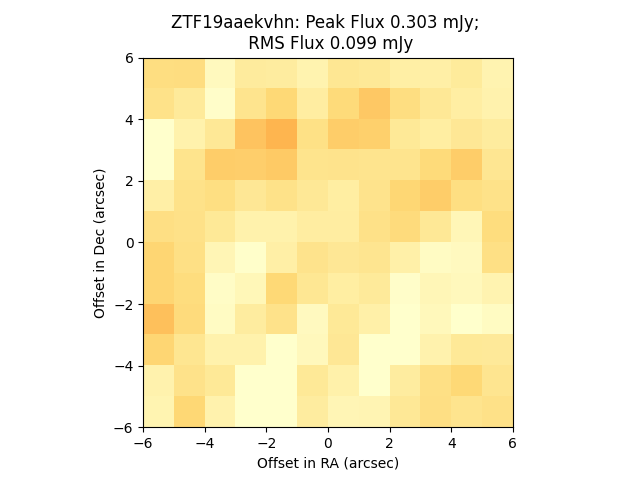 ZTF19aaekvhn: Peak Flux 0.303 mJy;
RMS Flux 0.099 mJy
6
4
2
0
−2
−4
−6
Offset in Dec (arcsec)
−6 −4 −2 0 2 4 6
Offset in RA (arcsec)